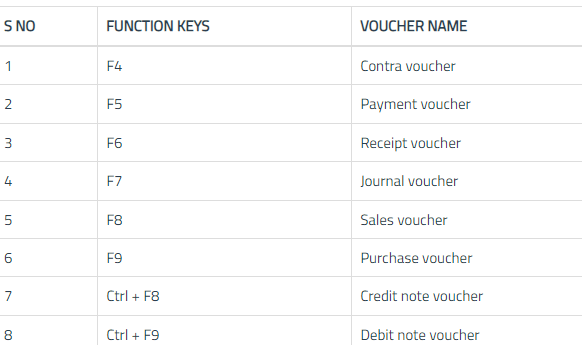 S NO FUNCTION KEYS VOUCHER NAME
1 F4 Contra voucher
2 F5 Payment voucher
3 F6 Receipt voucher
4 F7 Journal voucher
5 F8 Sales voucher
6 F9 Purchase voucher
7 Ctrl + F8 Credit note voucher
8 Ctrl + F9 Debit note voucher